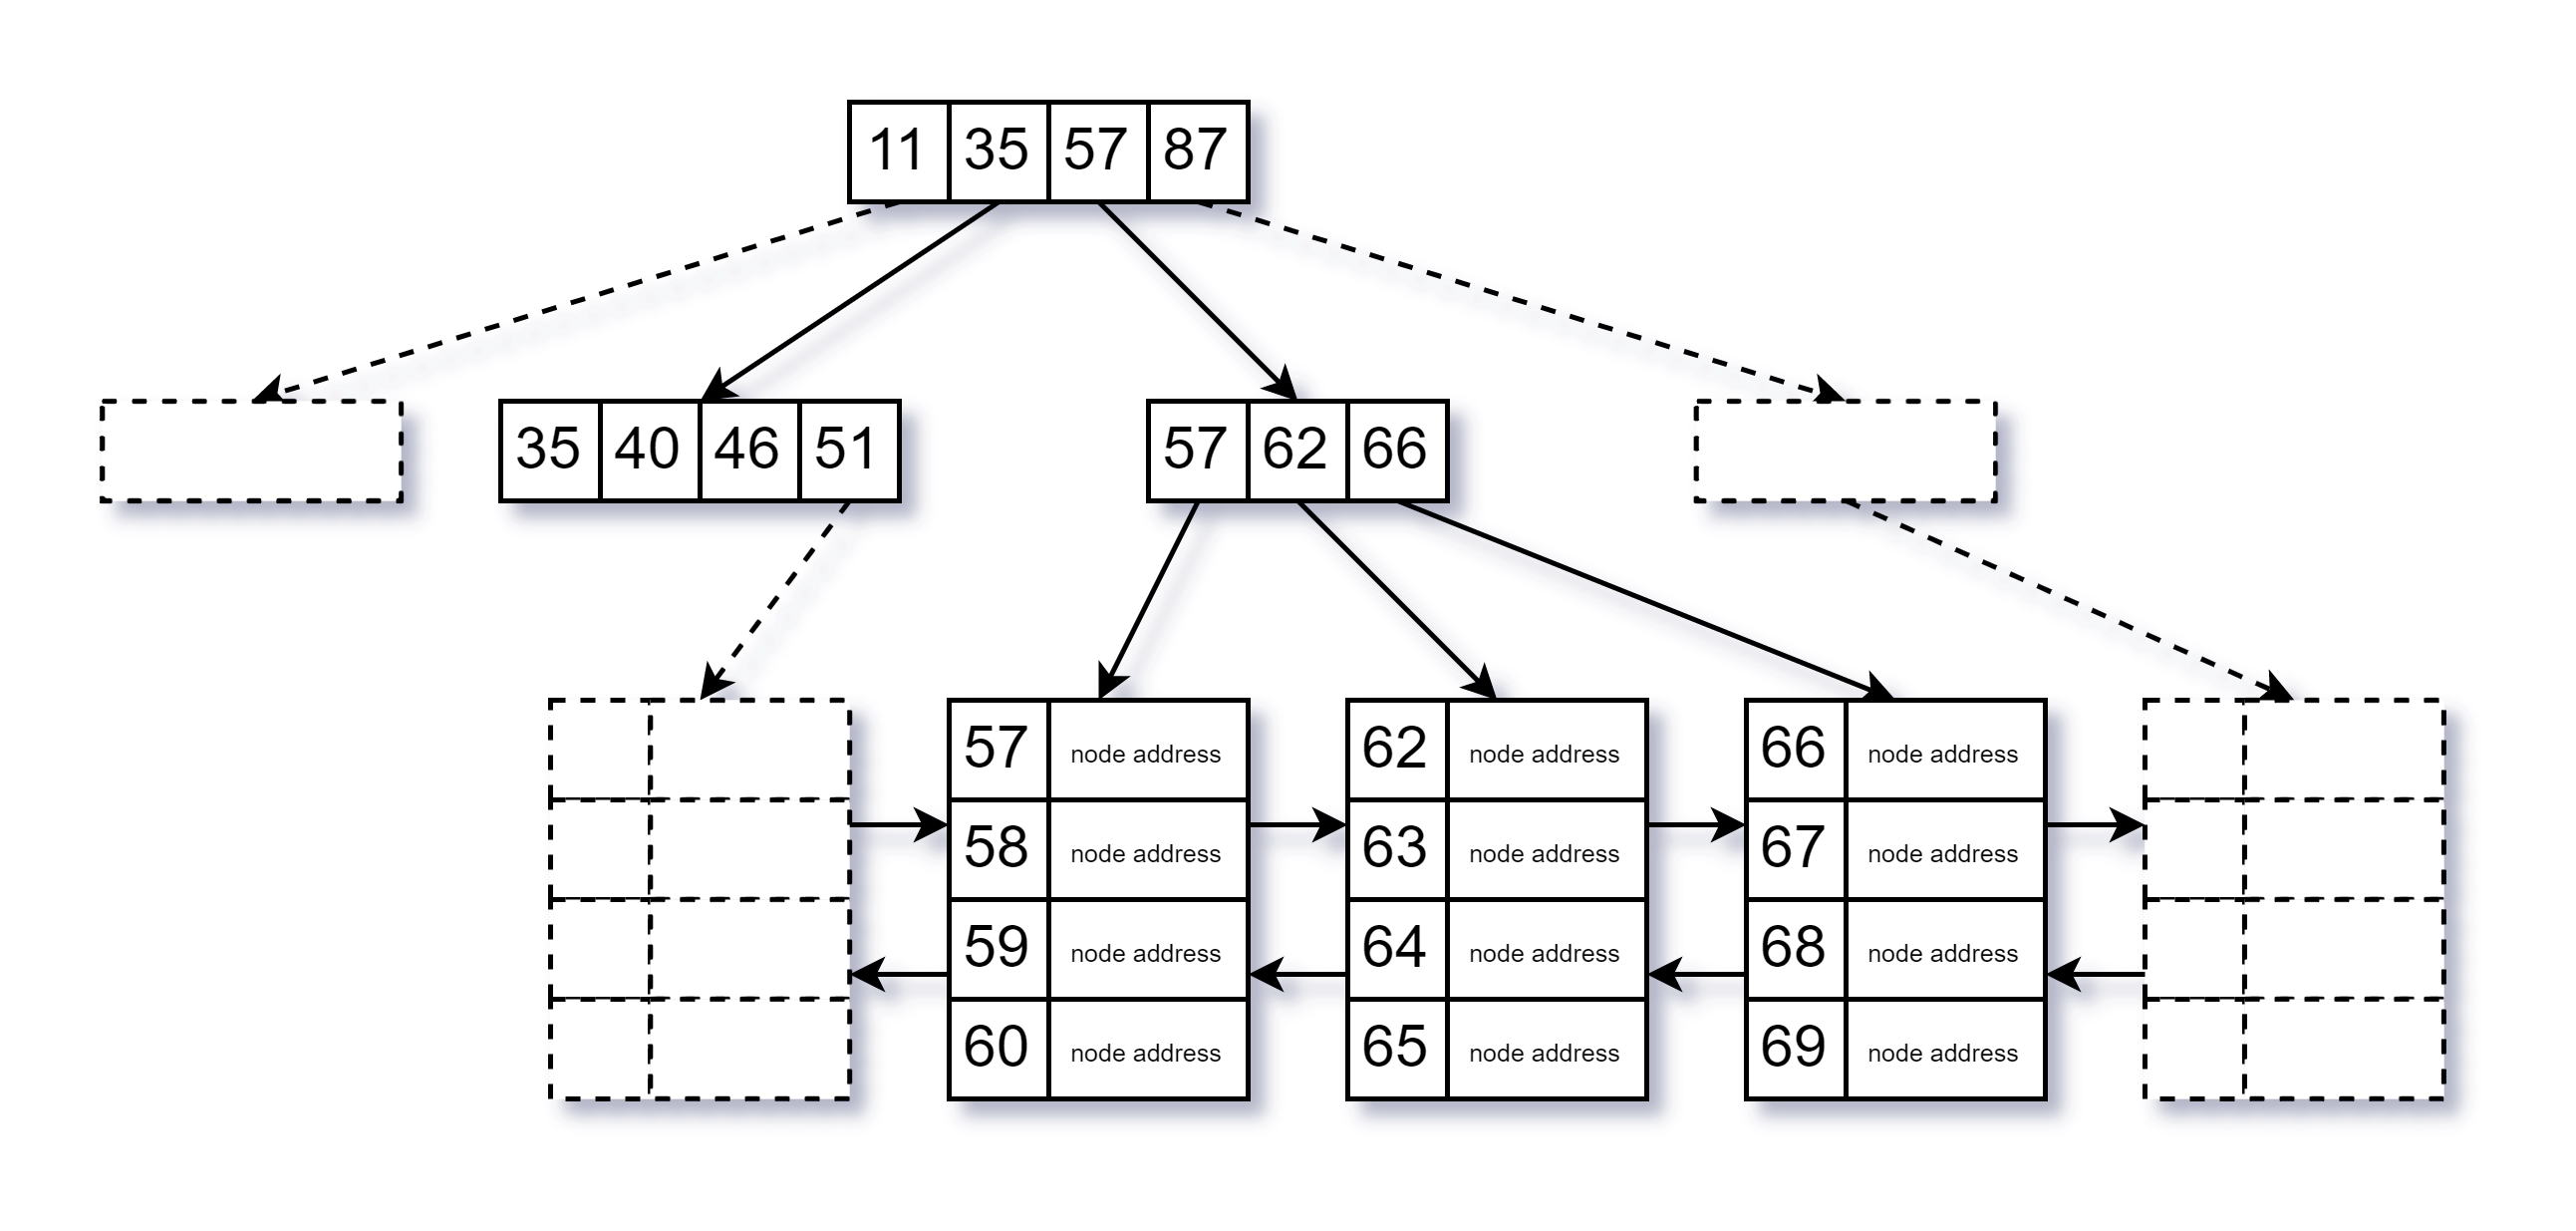 11 35 57 87
35 40 46 51
57 62 66
57 node address
58 node address
59 node address
60 node address
62 node address
63 node address
64 node address
65 node address
66 node address
67 node address
68 node address
69 node address